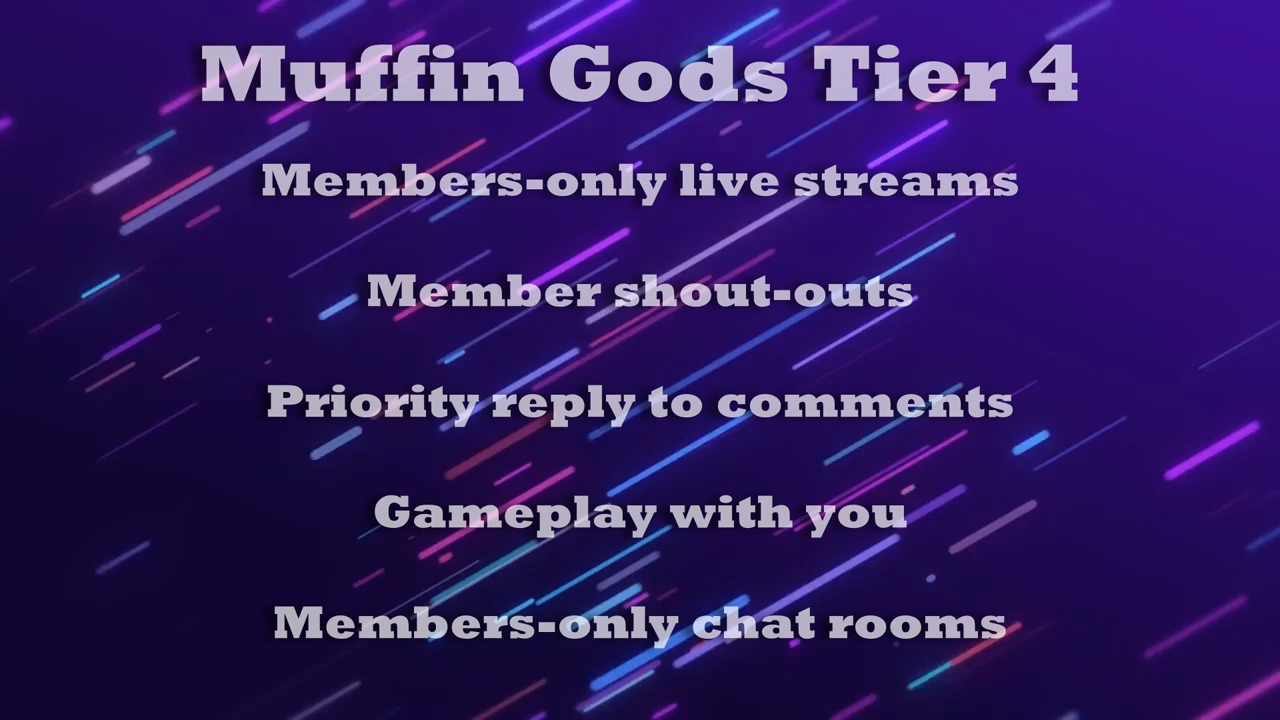 Muffin Gods Tier 4
Members-only live streams
Member shout-outs
Priority reply to comments
Gameplay with you
Members-only chat rooms